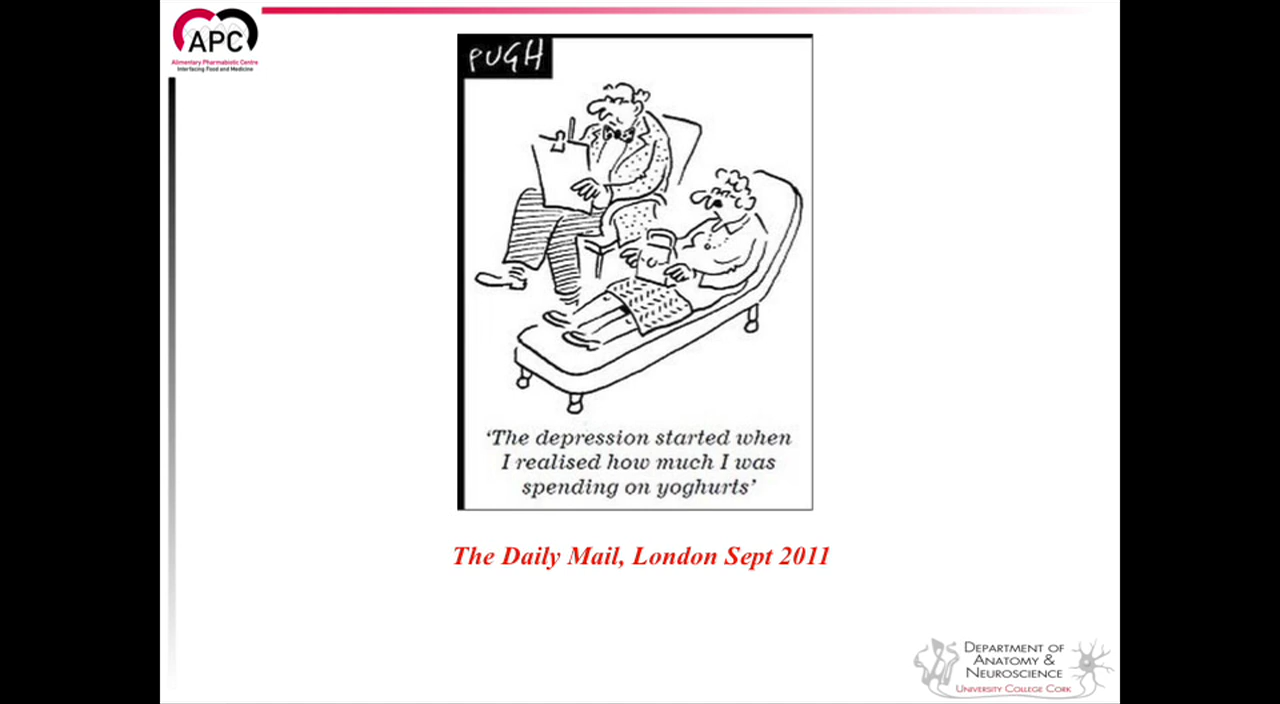 APC
Alimentary Pharmabiotic Centre
Interfacing Food and Medicine
PUGH
‘The depression started when
I realised how much I was
spending on yoghurts’
The Daily Mail, London Sept 2011
DEPARTMENT OF
ANATOMY &
NEUROSCIENCE
UNIVERSITY COLLEGE CORK